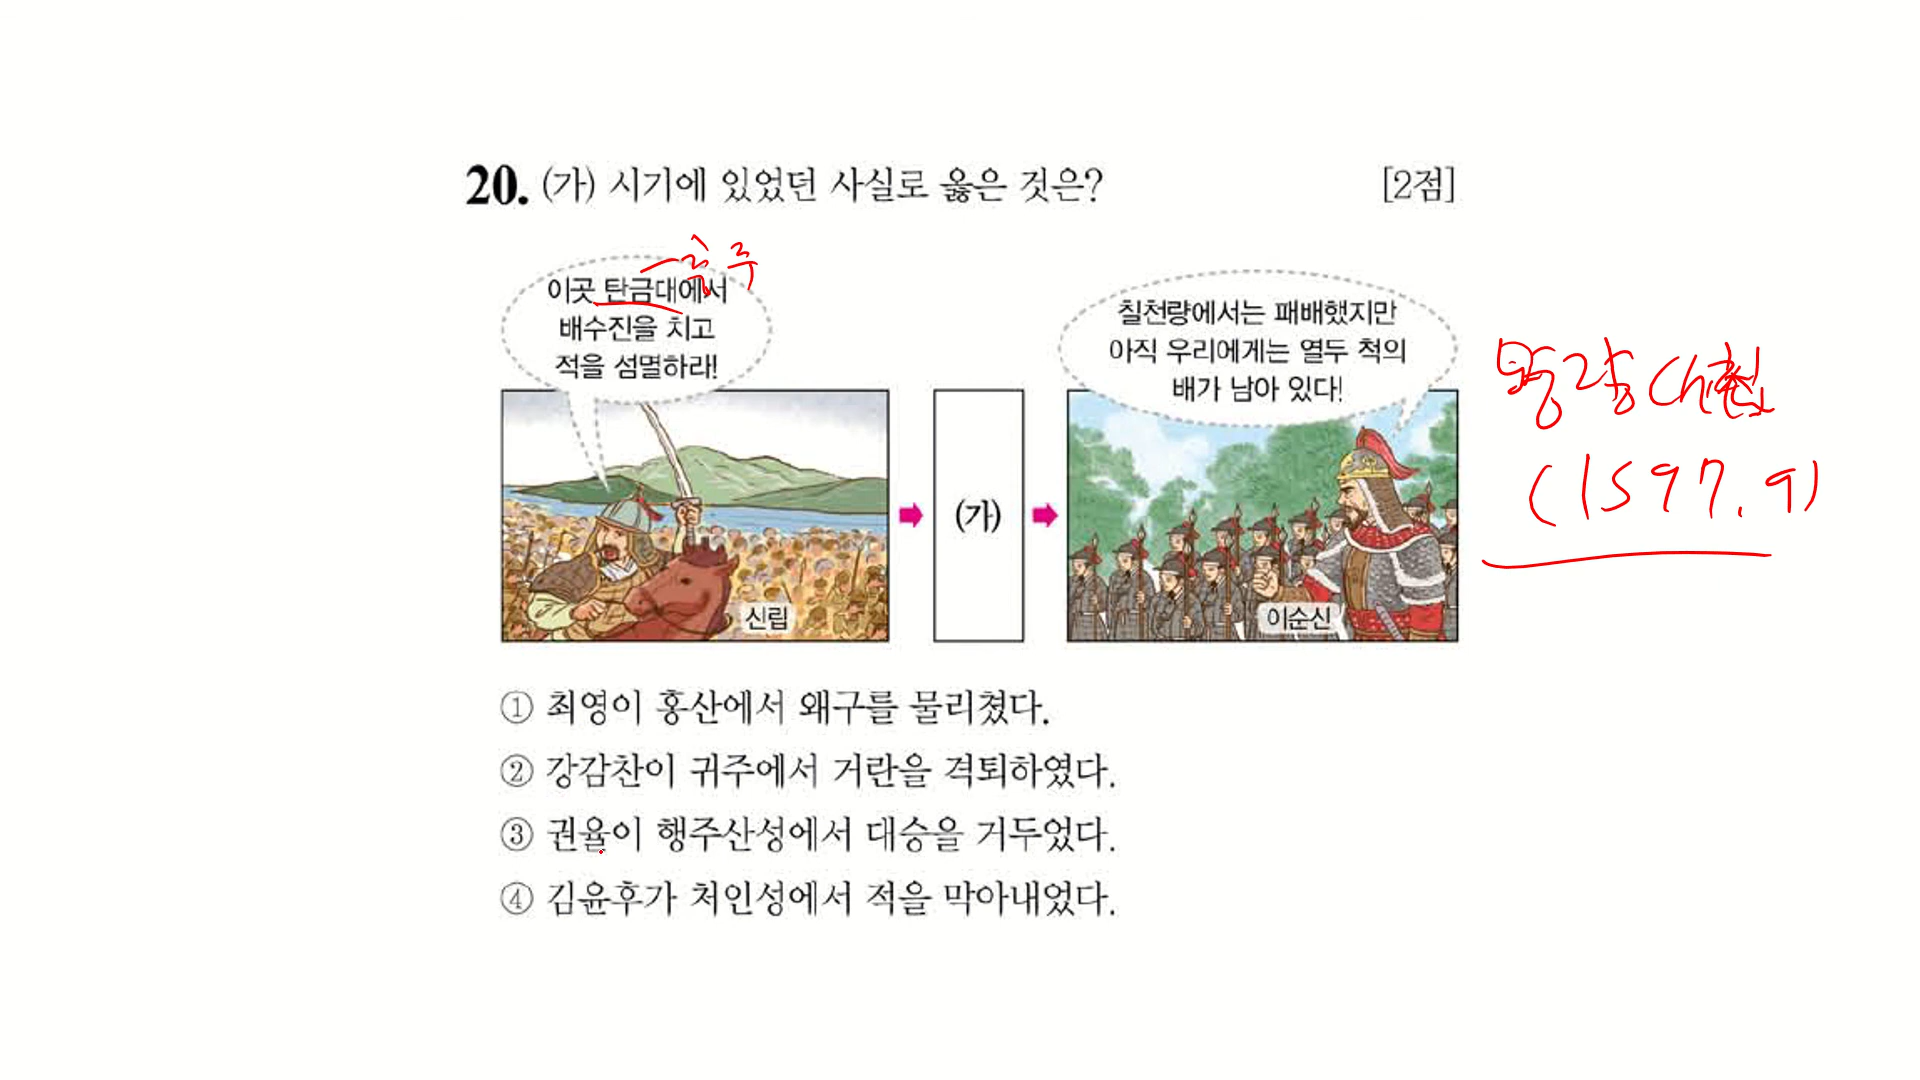 20. (가) 시기에 있었던 사실로 옳은 것은? [2점]
충주
이곳 탄금대에서
배수진을 치고
적을 섬멸하라!
신립
(가)
칠천량에서는 패배했지만
아직 우리에게는 열두 척의
배가 남아 있다!
이순신
명량대첩
(1597.9)
① 최영이 홍산에서 왜구를 물리쳤다.
② 강감찬이 귀주에서 거란을 격퇴하였다.
③ 권율이 행주산성에서 대승을 거두었다.
④ 김윤후가 처인성에서 적을 막아내었다.